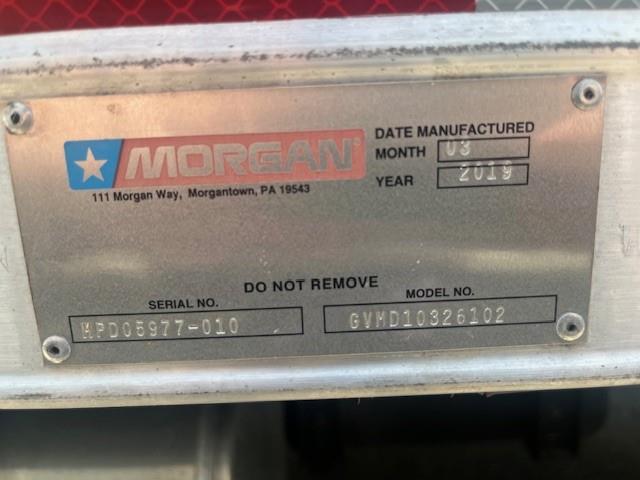 MORGAN®
111 Morgan Way, Morgantown, PA 19543
DATE MANUFACTURED
MONTH 03
YEAR 2019
DO NOT REMOVE
SERIAL NO. MODEL NO.
MPD05977-010 GVMD10326102